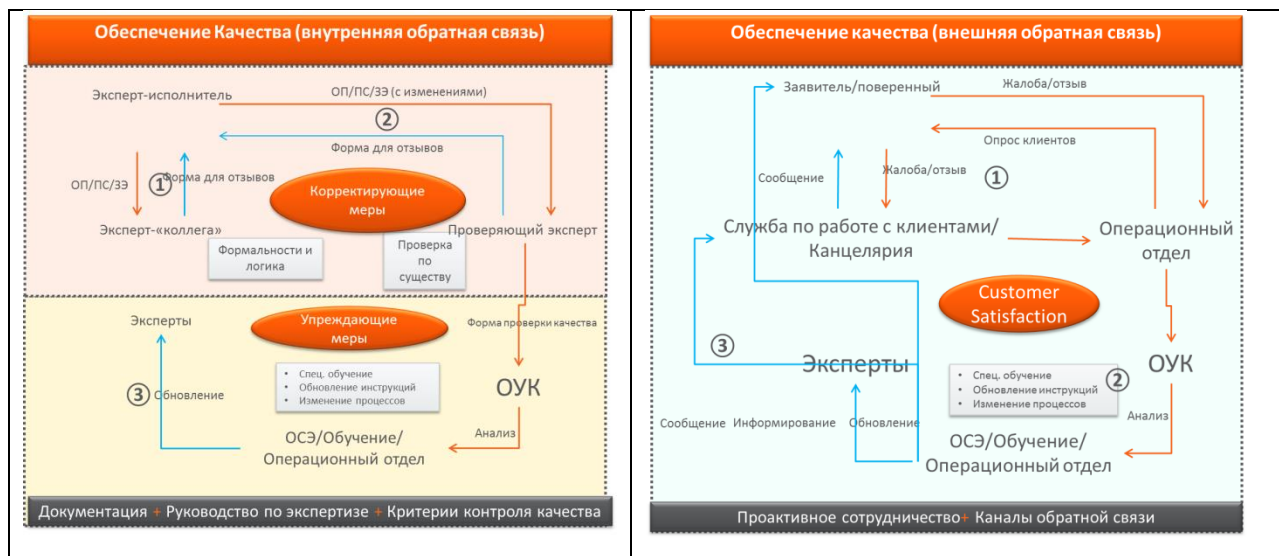 Обеспечение Качества (внутренняя обратная связь)
Эксперт-исполнитель
ОП/ПС/ЗЭ (с изменениями)
②
Форма для отзывов
ОП/ПС/ЗЭ
①
Форма для отзывов
Корректирующие
меры
Эксперт-«коллега»
Проверяющий эксперт
Формальности и
логика
Проверка
по
существу
Эксперты
Упреждающие
меры
Форма проверки качества
• Спец. обучение
• Обновление инструкций
• Изменение процессов
③
Обновление
ОУК
Анализ
ОСЭ/Обучение/
Операционный отдел
Документация + Руководство по экспертизе + Критерии контроля качества
Обеспечение качества (внешняя обратная связь)
Заявитель/поверенный
Жалоба/отзыв
Опрос клиентов
Сообщение
Жалоба/отзыв
①
Служба по работе с клиентами/
Канцелярия
Операционный
отдел
Customer
Satisfaction
③
Эксперты
• Спец. обучение
• Обновление инструкций
• Изменение процессов
②
ОУК
Сообщение
Информирование
Обновление
Анализ
ОСЭ/Обучение/
Операционный отдел
Проактивное сотрудничество+ Каналы обратной связи